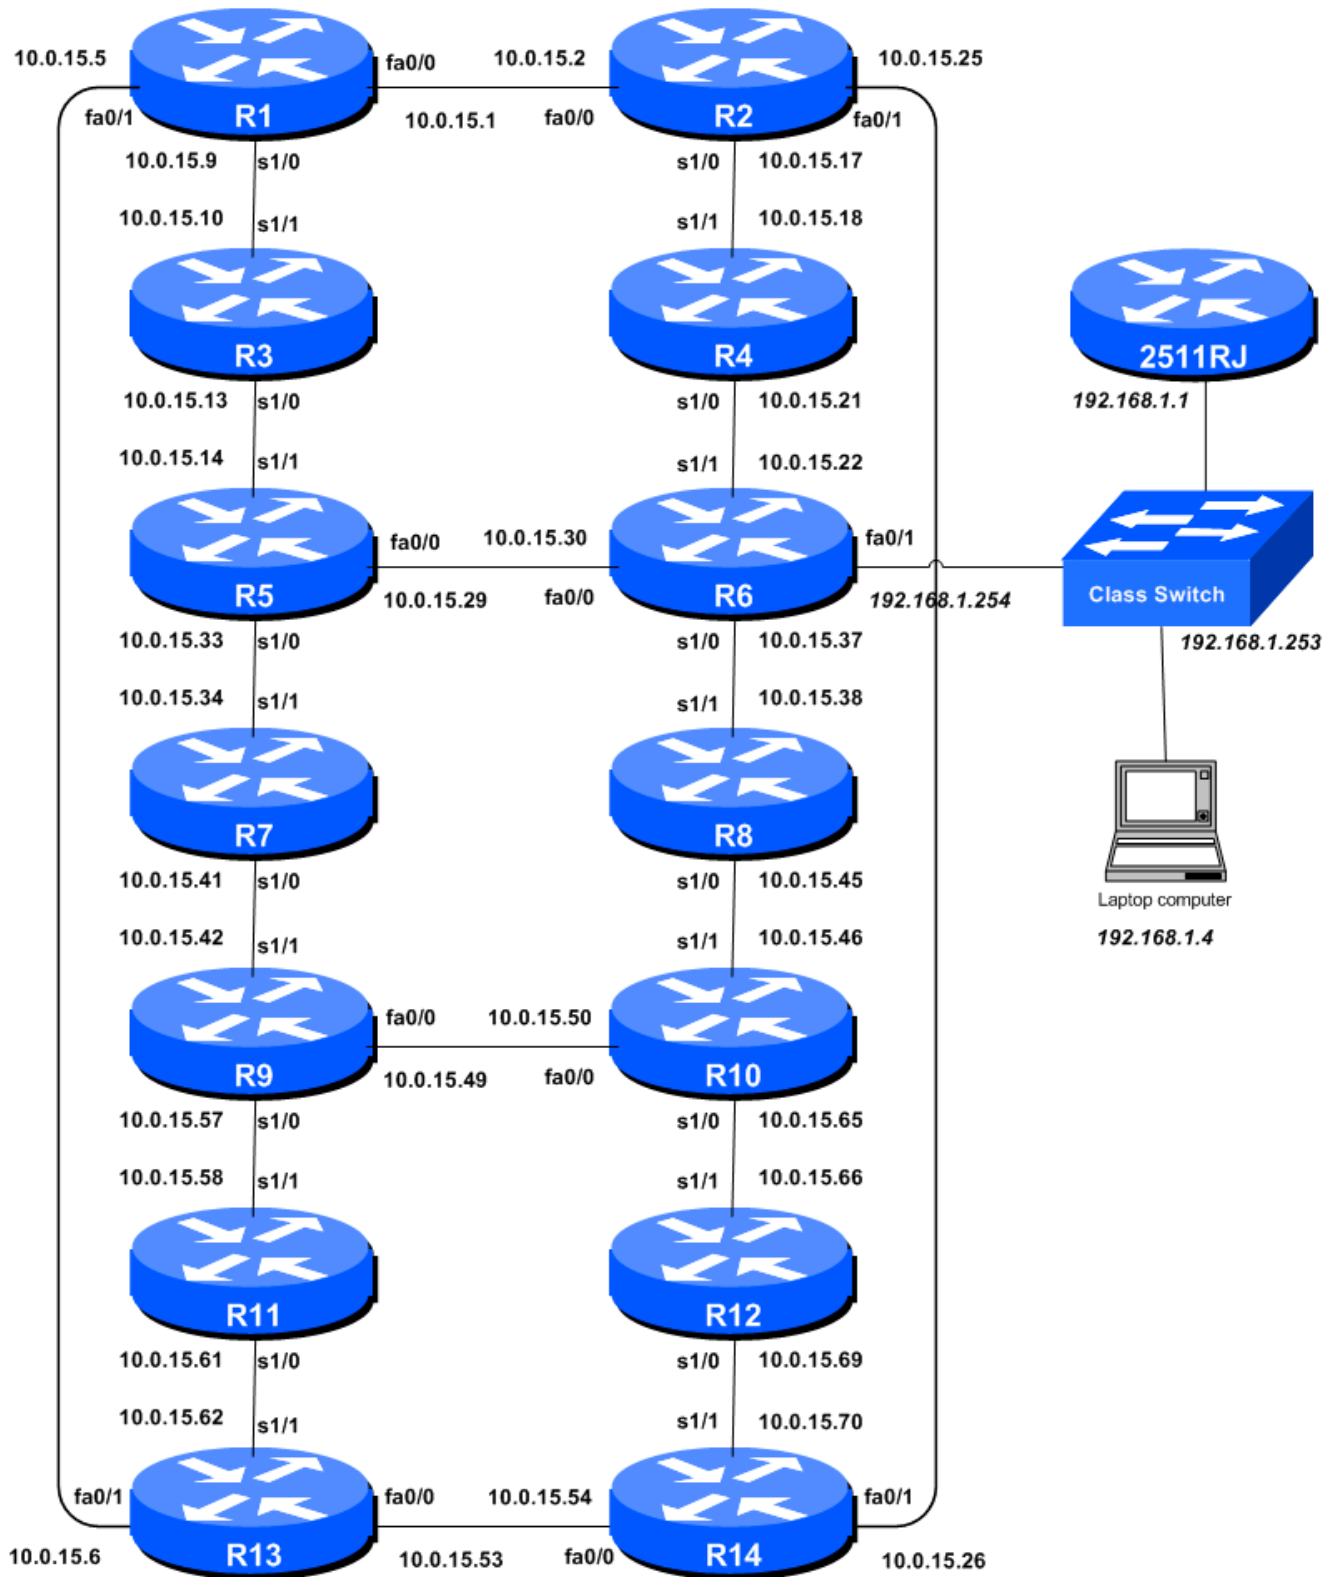 10.0.15.5 fa0/0 10.0.15.2 10.0.15.25
fa0/1 R1 10.0.15.1 fa0/0 R2 fa0/1
10.0.15.9 s1/0 s1/0 10.0.15.17
10.0.15.10 s1/1 s1/1 10.0.15.18
R3 R4 2511RJ
10.0.15.13 s1/0 s1/0 10.0.15.21 192.168.1.1
10.0.15.14 s1/1 s1/1 10.0.15.22
fa0/0 10.0.15.30 fa0/1
R5 10.0.15.29 fa0/0 R6 192.168.1.254 Class Switch
10.0.15.33 s1/0 s1/0 10.0.15.37 192.168.1.253
10.0.15.34 s1/1 s1/1 10.0.15.38
R7 R8
10.0.15.41 s1/0 s1/0 10.0.15.45 Laptop computer
10.0.15.42 s1/1 s1/1 10.0.15.46 192.168.1.4
fa0/0 10.0.15.50
R9 10.0.15.49 fa0/0 R10
10.0.15.57 s1/0 s1/0 10.0.15.65
10.0.15.58 s1/1 s1/1 10.0.15.66
R11 R12
10.0.15.61 s1/0 s1/0 10.0.15.69
10.0.15.62 s1/1 s1/1 10.0.15.70
fa0/1 fa0/0 10.0.15.54 fa0/1
10.0.15.6 R13 10.0.15.53 fa0/0 R14 10.0.15.26